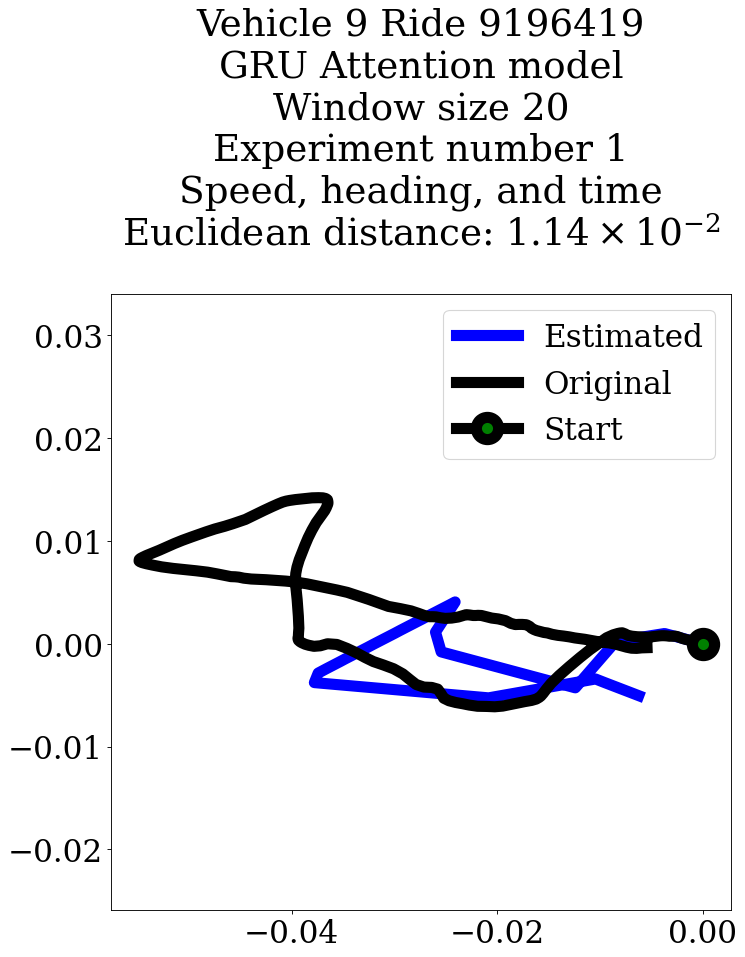 Vehicle 9 Ride 9196419
GRU Attention model
Window size 20
Experiment number 1
Speed, heading, and time
Euclidean distance: 1.14 × 10⁻²
Estimated
Original
Start
0.03
0.02
0.01
0.00
−0.01
−0.02
−0.04
−0.02
0.00